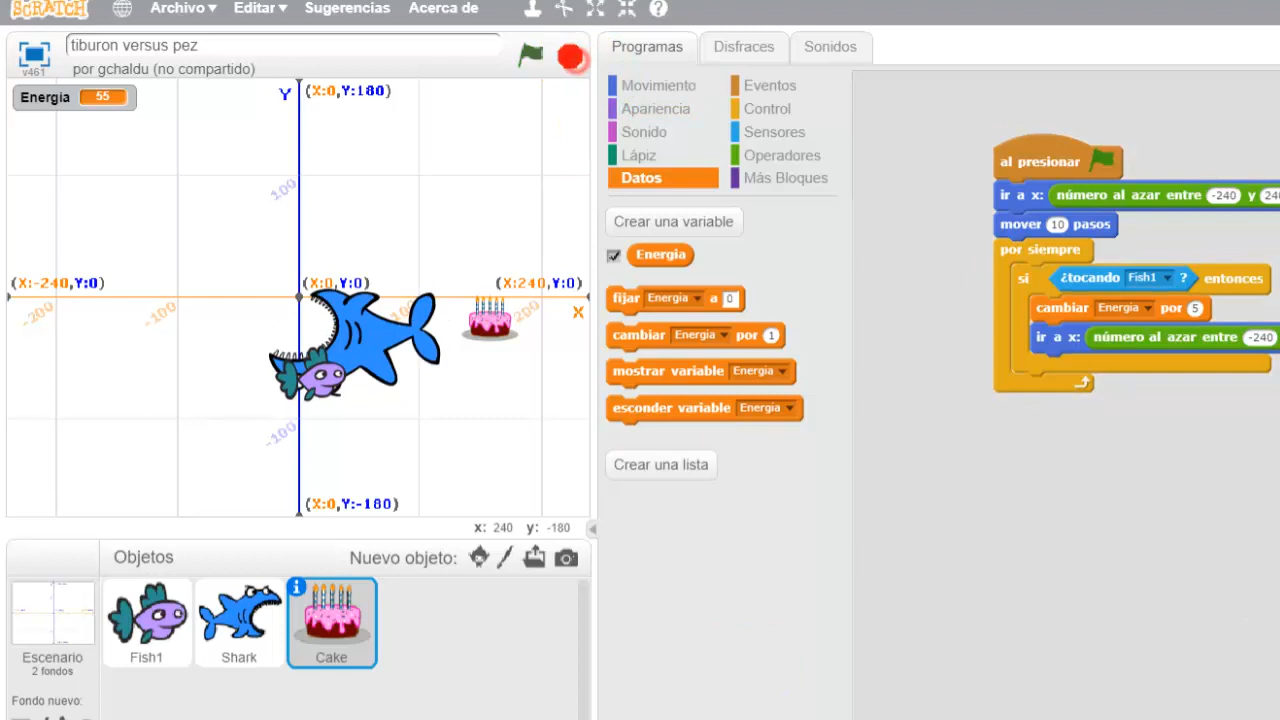 SCRATCH Archivo▾ Editar▾ Sugerencias Acerca de
tiburon versus pez
por gchaldu (no compartido)
v461
Programas Disfraces Sonidos
Energia 55
Y (X:0,Y:180)
100
(X:-240,Y:0) (X:0,Y:0) (X:240,Y:0)
-200 -100 200 X
-100
(X:0,Y:-180)
x: 240 y: -180
Movimiento Eventos
Apariencia Control
Sonido Sensores
Lápiz Operadores
Datos Más Bloques
Crear una variable
Energia
fijar Energia a 0
cambiar Energia por 1
mostrar variable Energia
esconder variable Energia
Crear una lista
al presionar
ir a x: número al azar entre -240 y
mover 10 pasos
por siempre
si ¿tocando Fish1 ? entonces
cambiar Energia por 5
ir a x: número al azar entre -240
Objetos Nuevo objeto:
Fish1 Shark Cake
Escenario
2 fondos
Fondo nuevo: